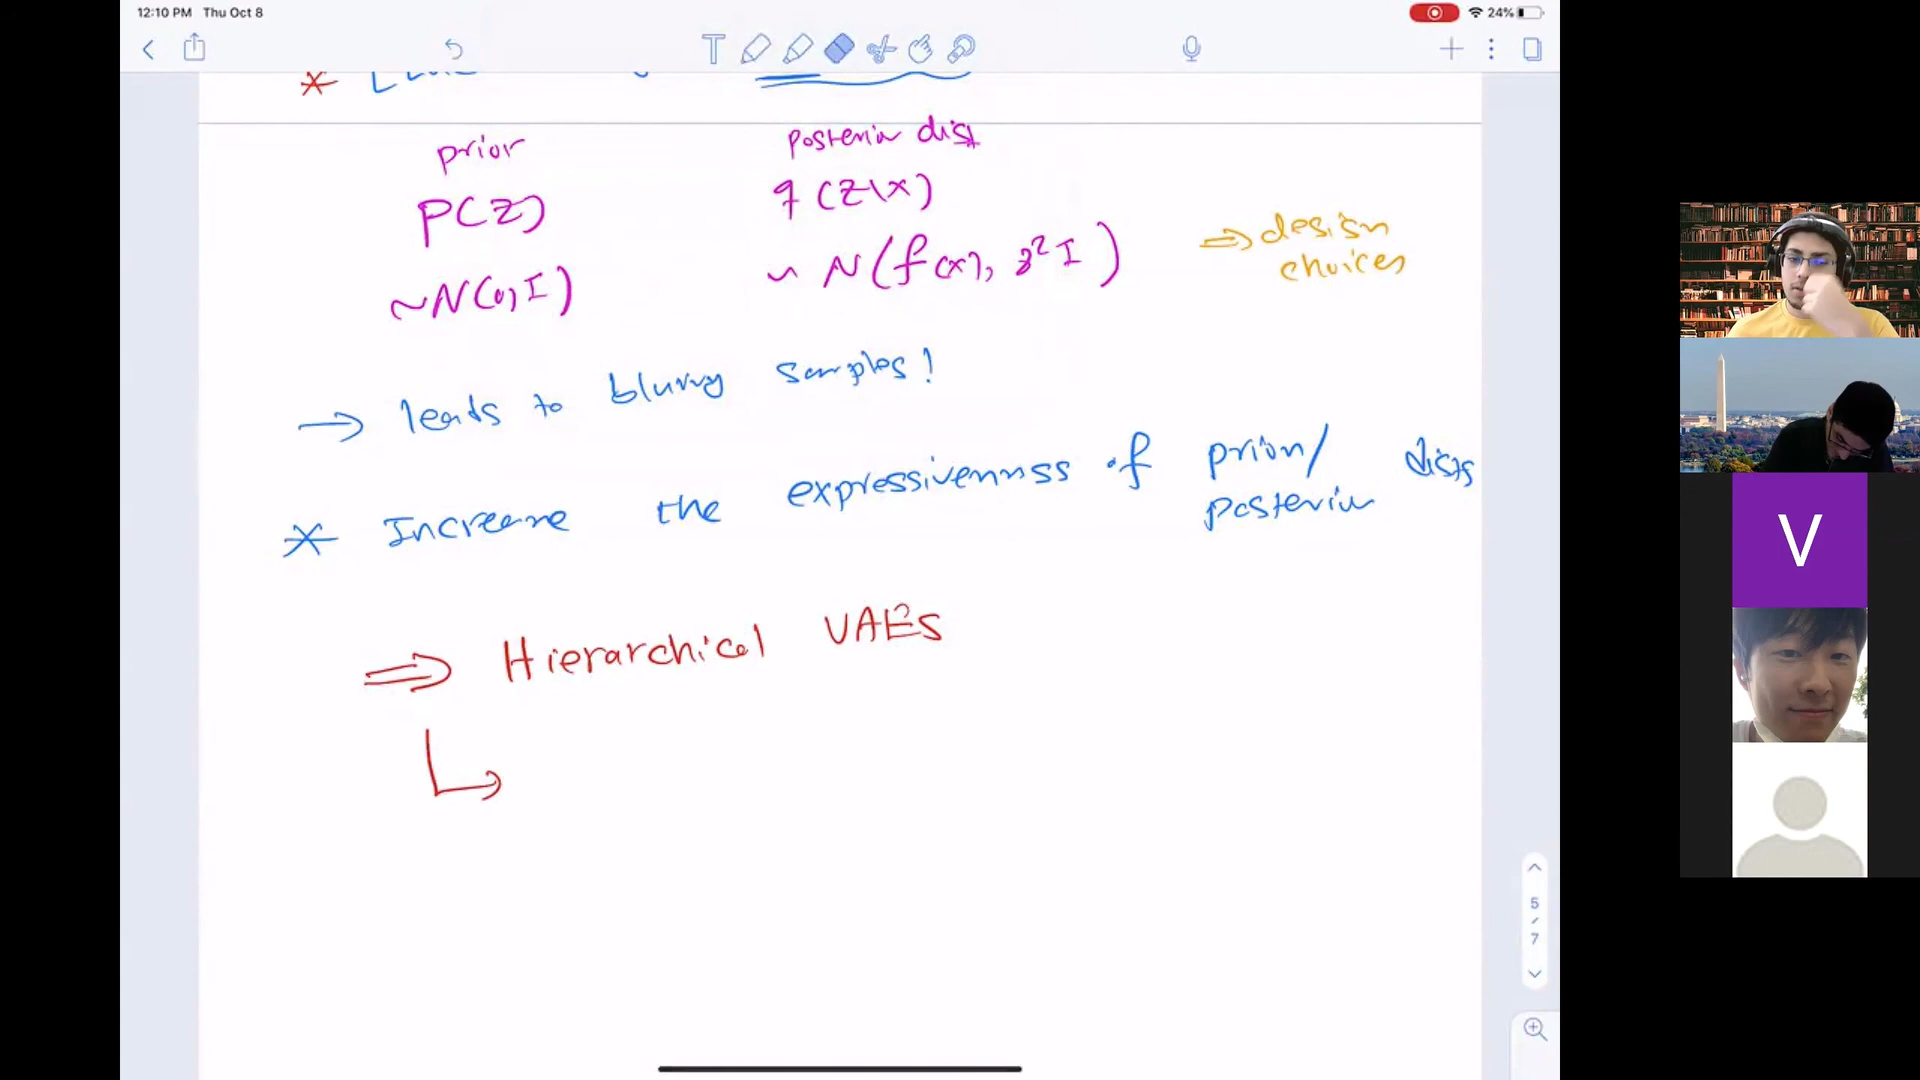 12:10 PM Thu Oct 8
24%
T
*
prior
posterior dist
P(Z)
q(Z|x)
~N(0,I)
~ N(f(x), 3²I)
⇒ design
choices
→ leads to blurry samples!
* Increase the expressiveness of prior/ dists
posterior
⇒ Hierarchical VAEs
V
5
/
7